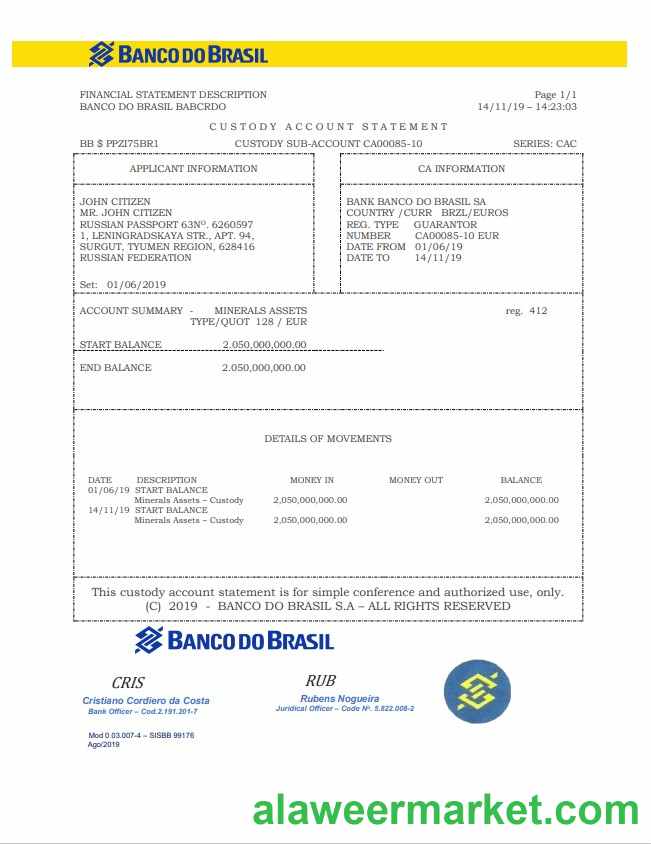 BANCO DO BRASIL
FINANCIAL STATEMENT DESCRIPTION Page 1/1
BANCO DO BRASIL BABCRDO 14/11/19 – 14:23:03
CUSTODY ACCOUNT STATEMENT
BB $ PPZI75BR1 CUSTODY SUB-ACCOUNT CA00085-10 SERIES: CAC
APPLICANT INFORMATION
JOHN CITIZEN
MR. JOHN CITIZEN
RUSSIAN PASSPORT 63Nº. 6260597
1, LENINGRADSKAYA STR., APT. 94,
SURGUT, TYUMEN REGION, 628416
RUSSIAN FEDERATION
Set: 01/06/2019
CA INFORMATION
BANK BANCO DO BRASIL SA
COUNTRY /CURR BRZL/EUROS
REG. TYPE GUARANTOR
NUMBER CA00085-10 EUR
DATE FROM 01/06/19
DATE TO 14/11/19
ACCOUNT SUMMARY - MINERALS ASSETS reg. 412
TYPE/QUOT 128 / EUR
START BALANCE 2.050,000,000.00
END BALANCE 2.050,000,000.00
DETAILS OF MOVEMENTS
DATE DESCRIPTION MONEY IN MONEY OUT BALANCE
01/06/19 START BALANCE
Minerals Assets – Custody 2,050,000,000.00 2,050,000,000.00
14/11/19 START BALANCE
Minerals Assets – Custody 2,050,000,000.00 2,050,000,000.00
This custody account statement is for simple conference and authorized use, only.
(C) 2019 - BANCO DO BRASIL S.A – ALL RIGHTS RESERVED
BANCO DO BRASIL
CRIS
Cristiano Cordiero da Costa
Bank Officer – Cod.2.191.201-7
RUB
Rubens Nogueira
Juridical Officer – Code Nº. 5.822.008-2
Mod 0.03.007-4 – SISBB 99176
Ago/2019
alaweermarket.com